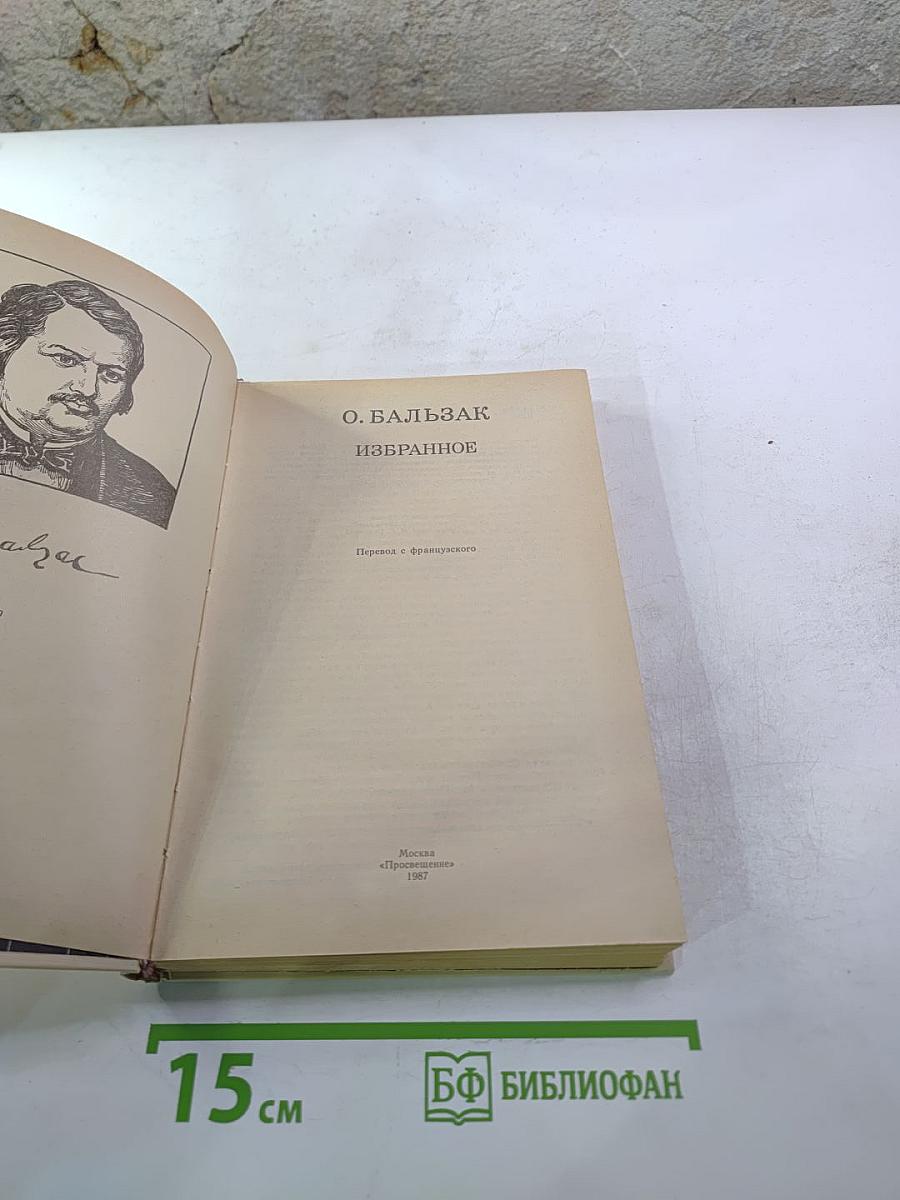 О. БАЛЬЗАК
ИЗБРАННОЕ
Перевод с французского
Москва
«Просвещение»
1987
15 см
БФ БИБЛИОФАН